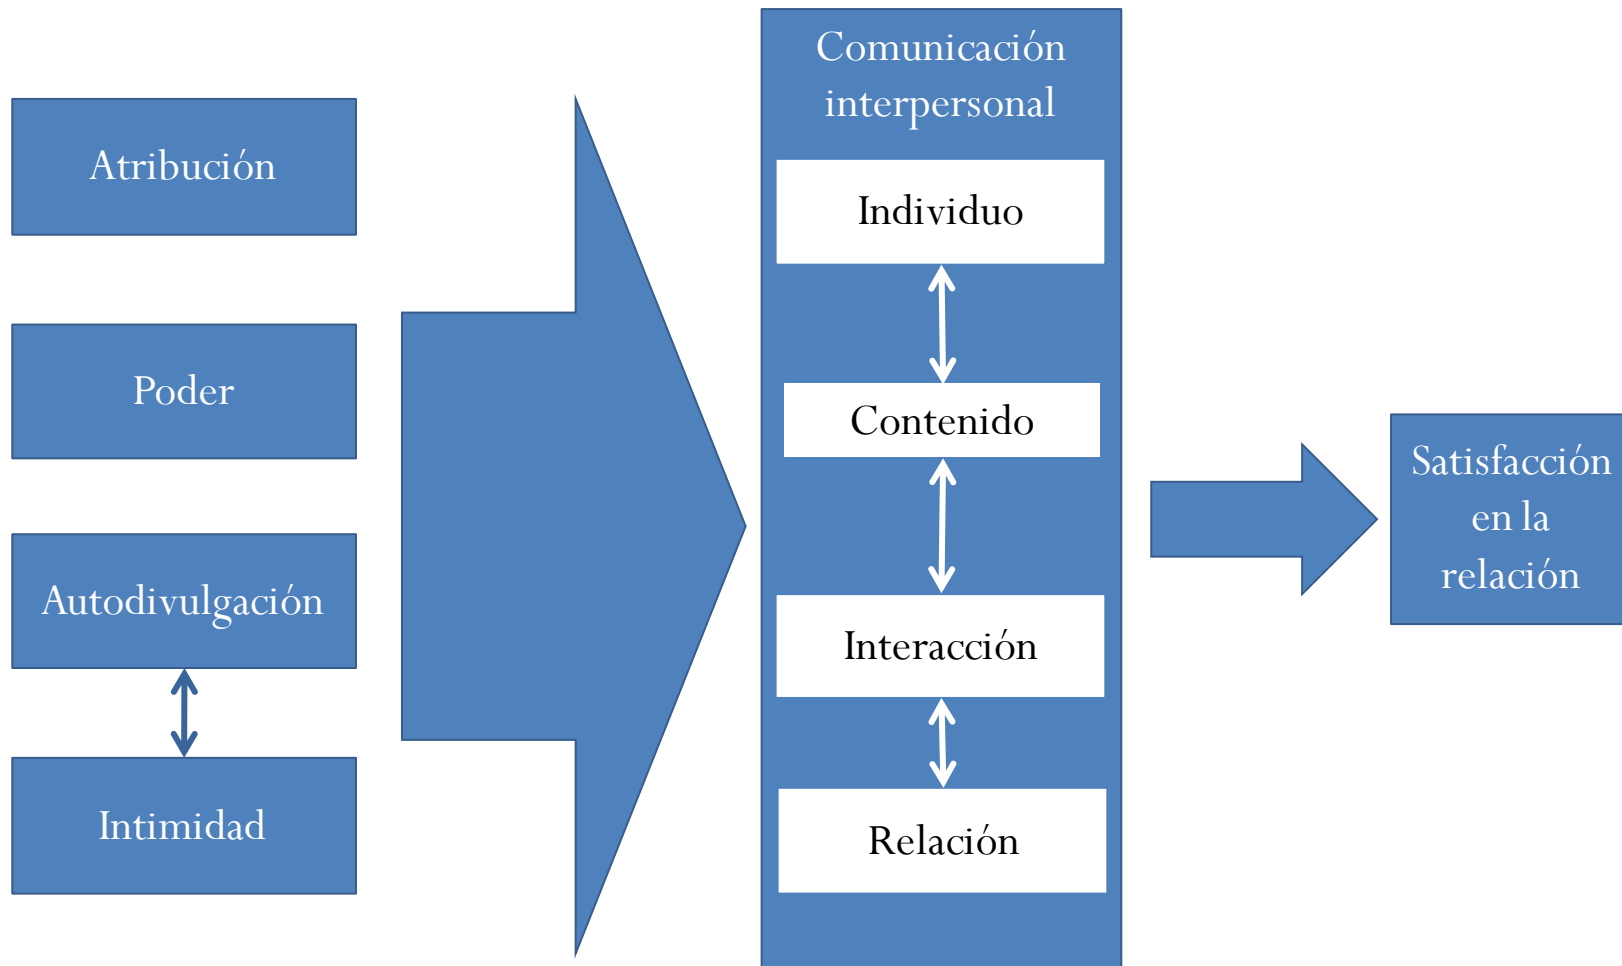 Atribución
Poder
Autodivulgación
Intimidad
Comunicación
interpersonal
Individuo
Contenido
Interacción
Relación
Satisfacción
en la
relación